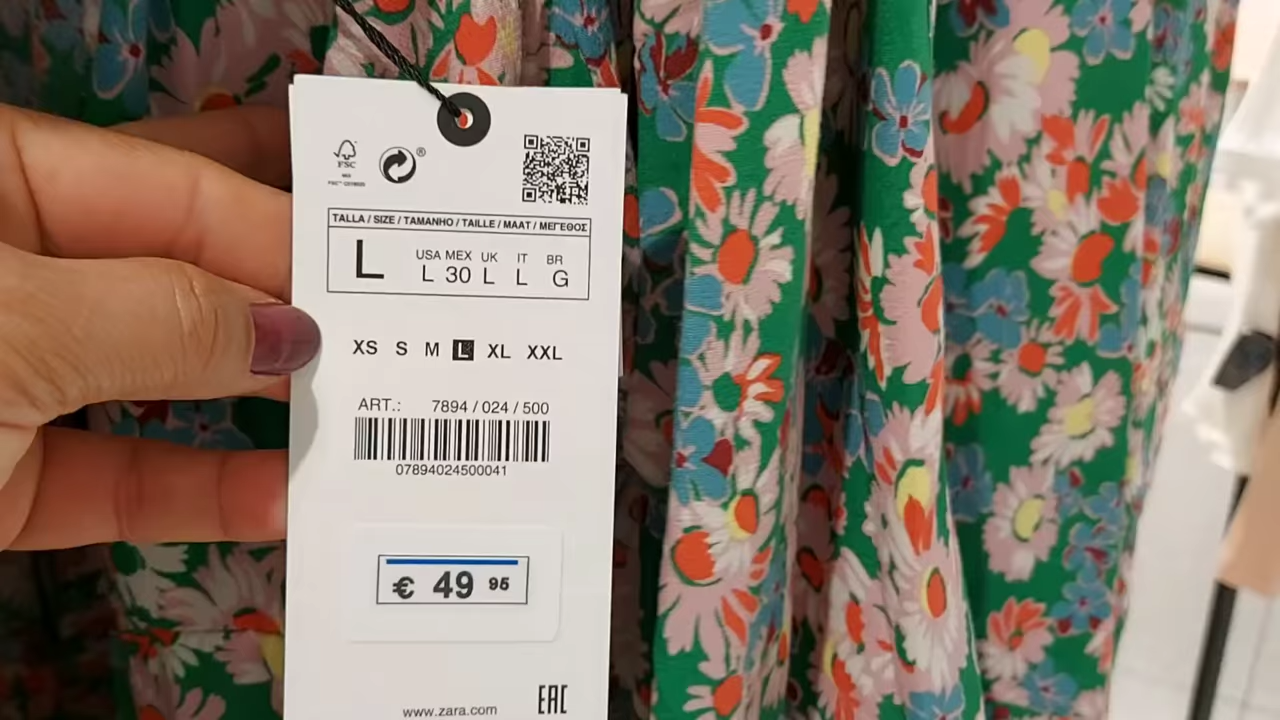 FSC
®
TALLA / SIZE / TAMANHO / TAILLE / MAAT / ΜΕΓΕΘΟΣ
L
USA MEX UK IT BR
L 30 L L G
XS S M L XL XXL
ART.: 7894 / 024 / 500
07894024500041
€ 49 95
www.zara.com
EAC